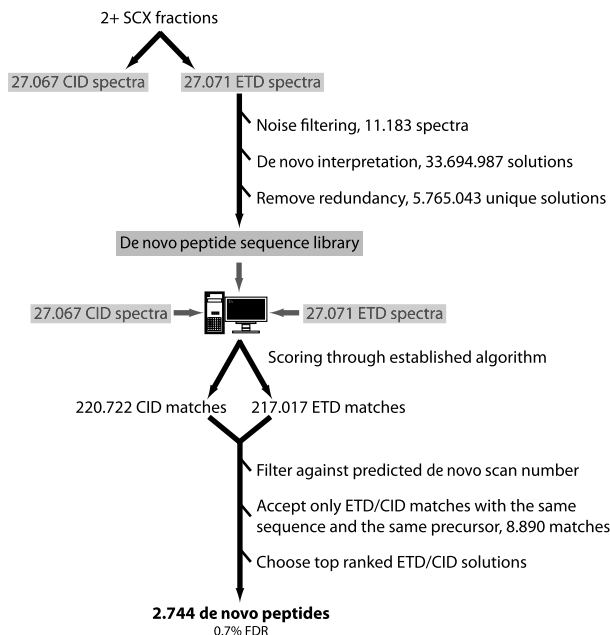 2+ SCX fractions
27.067 CID spectra
27.071 ETD spectra
Noise filtering, 11.183 spectra
De novo interpretation, 33.694.987 solutions
Remove redundancy, 5.765.043 unique solutions
De novo peptide sequence library
27.067 CID spectra
27.071 ETD spectra
Scoring through established algorithm
220.722 CID matches
217.017 ETD matches
Filter against predicted de novo scan number
Accept only ETD/CID matches with the same
sequence and the same precursor, 8.890 matches
Choose top ranked ETD/CID solutions
2.744 de novo peptides
0.7% FDR